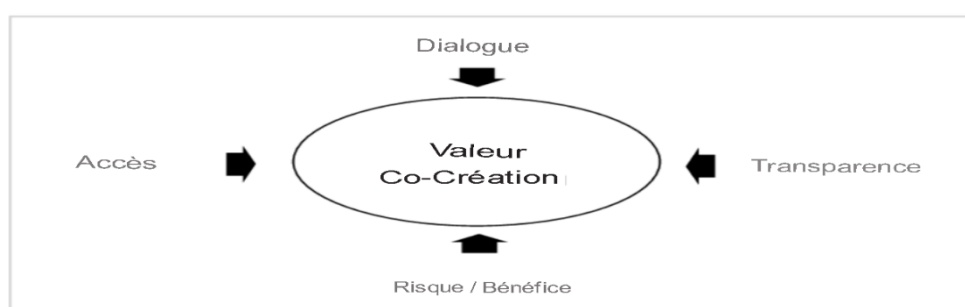 Dialogue
Accès
Valeur
Co-Création
Transparence
Risque / Bénéfice